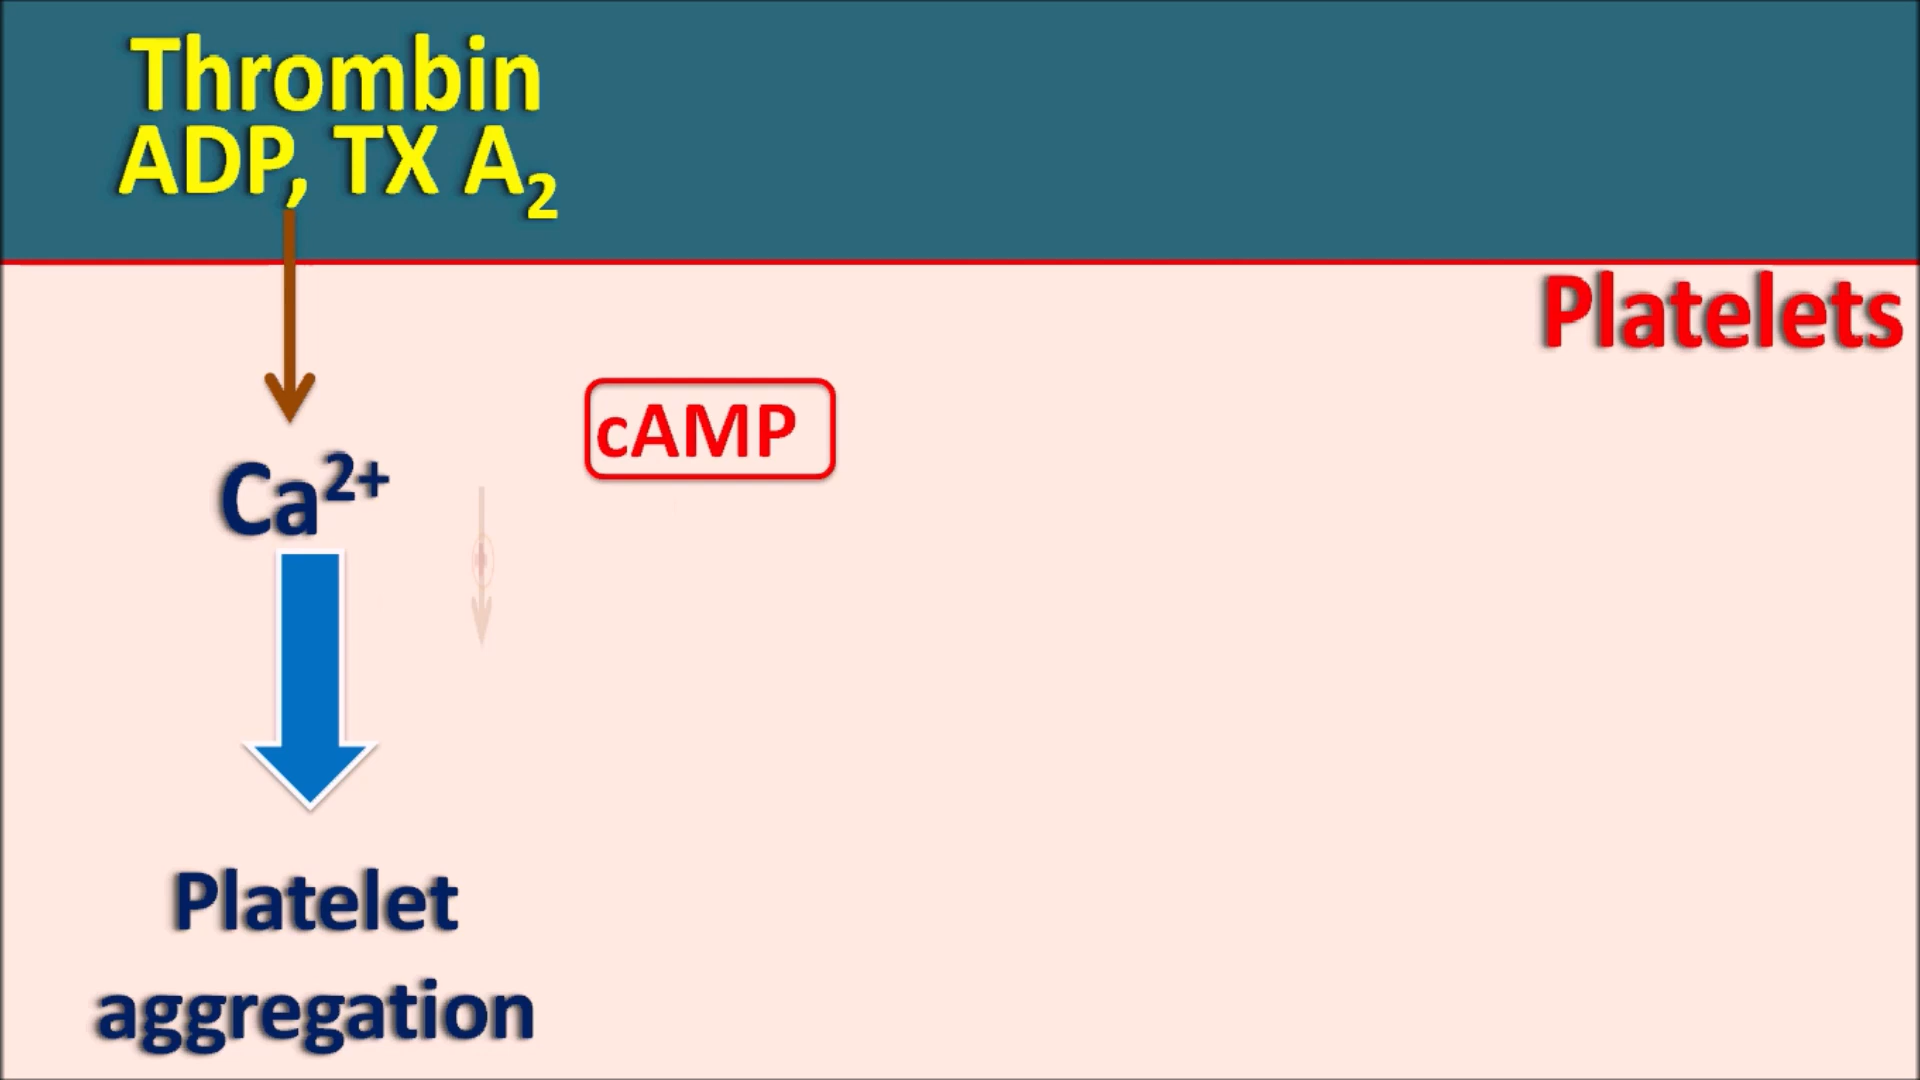 Thrombin
ADP, TX A₂
Platelets
cAMP
Ca²⁺
Platelet
aggregation